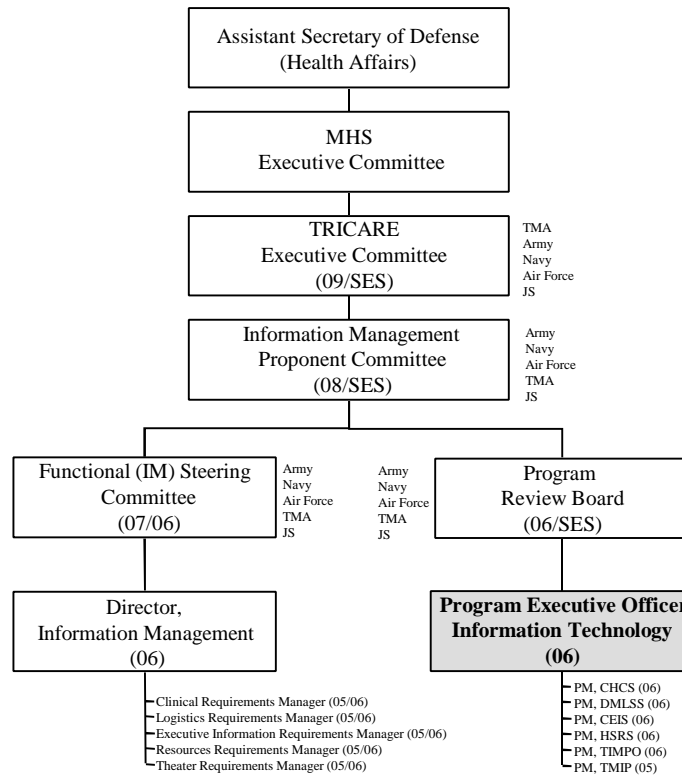 Assistant Secretary of Defense
(Health Affairs)
MHS
Executive Committee
TRICARE
Executive Committee
(09/SES)
TMA
Army
Navy
Air Force
JS
Information Management
Proponent Committee
(08/SES)
Army
Navy
Air Force
TMA
JS
Functional (IM) Steering
Committee
(07/06)
Army
Navy
Air Force
TMA
JS
Army
Navy
Air Force
TMA
JS
Program
Review Board
(06/SES)
Director,
Information Management
(06)
Program Executive Officer
Information Technology
(06)
Clinical Requirements Manager (05/06)
Logistics Requirements Manager (05/06)
Executive Information Requirements Manager (05/06)
Resources Requirements Manager (05/06)
Theater Requirements Manager (05/06)
PM, CHCS (06)
PM, DMLSS (06)
PM, CEIS (06)
PM, HSRS (06)
PM, TIMPO (06)
PM, TMIP (05)